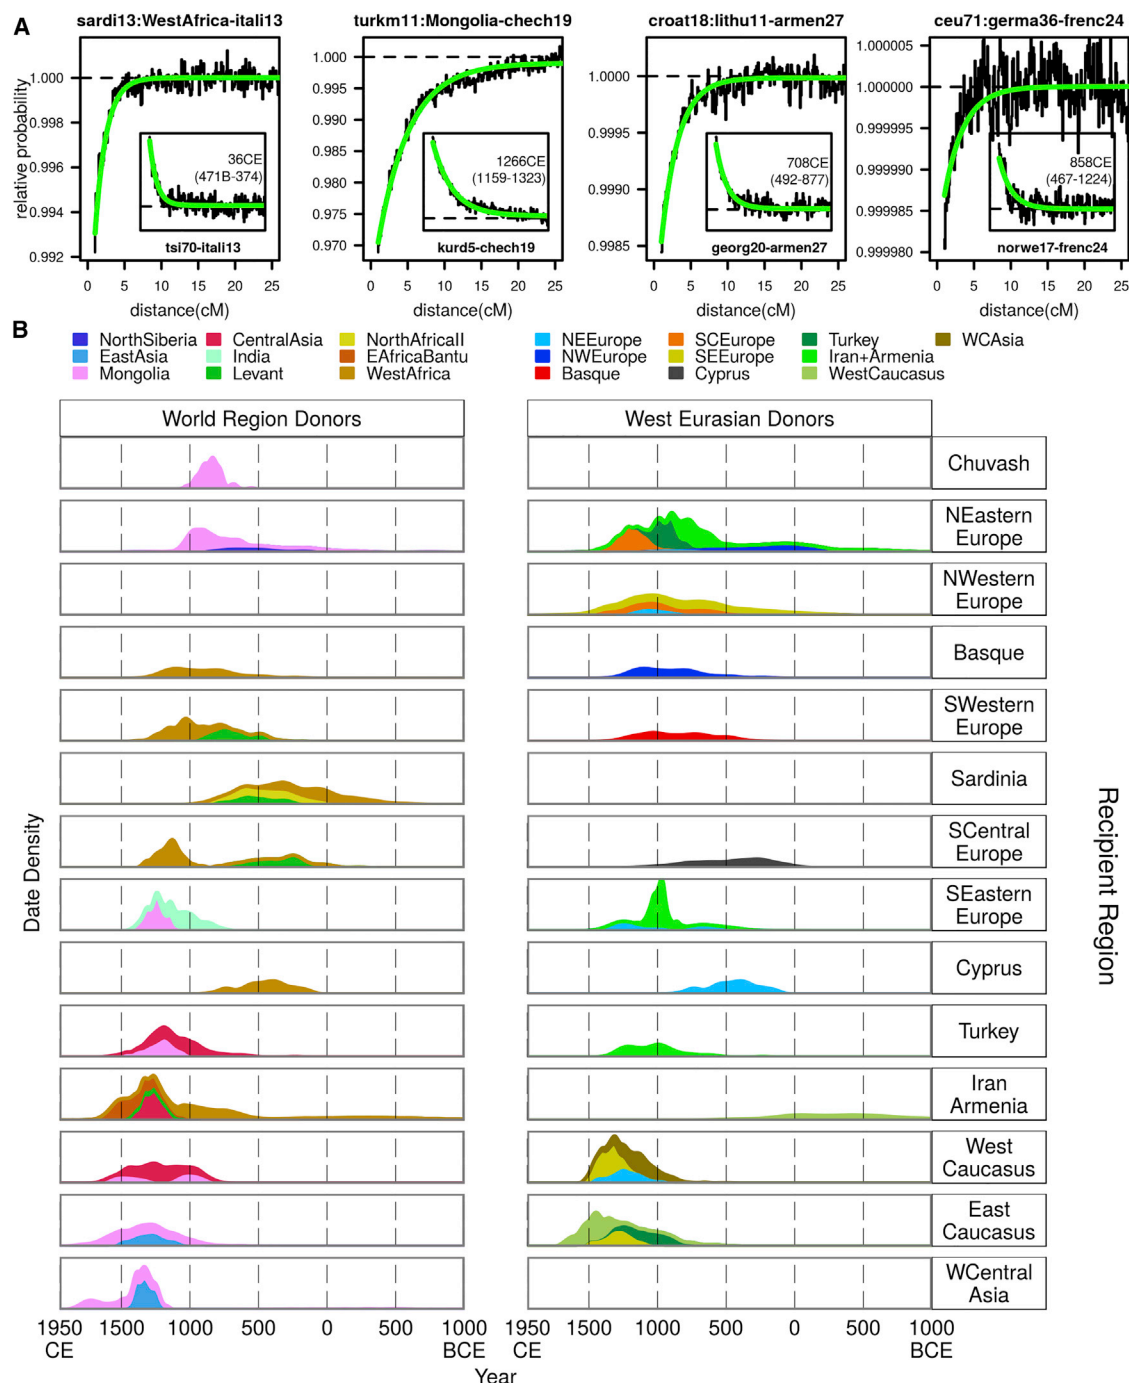 A
sardi13:WestAfrica-itali13
turkm11:Mongolia-chech19
croat18:lithu11-armen27
ceu71:germa36-frenc24
relative probability
1.000
0.998
0.996
0.994
0.992
36CE
(471B-374)
tsi70-itali13
0 5 10 15 20 25
distance(cM)
1.000
0.995
0.990
0.985
0.980
0.975
0.970
1266CE
(1159-1323)
kurd5-chech19
0 5 10 15 20 25
distance(cM)
1.0000
0.9995
0.9990
0.9985
708CE
(492-877)
georg20-armen27
0 5 10 15 20 25
distance(cM)
1.000005
1.000000
0.999995
0.999990
0.999985
0.999980
858CE
(467-1224)
norwe17-frenc24
0 5 10 15 20 25
distance(cM)
B
NorthSiberia CentralAsia NorthAfricaII
EastAsia India EAfricaBantu
Mongolia Levant WestAfrica
NEEurope SCEurope Turkey WCAsia
NWEurope SEEurope Iran+Armenia
Basque Cyprus WestCaucasus
World Region Donors
West Eurasian Donors
Chuvash
NEastern
Europe
NWestern
Europe
Basque
SWestern
Europe
Sardinia
SCentral
Europe
SEastern
Europe
Cyprus
Turkey
Iran
Armenia
West
Caucasus
East
Caucasus
WCentral
Asia
Date Density
Recipient Region
1950 1500 1000 500 0 500 1000
CE BCE
1950 1500 1000 500 0 500 1000
CE BCE
Year